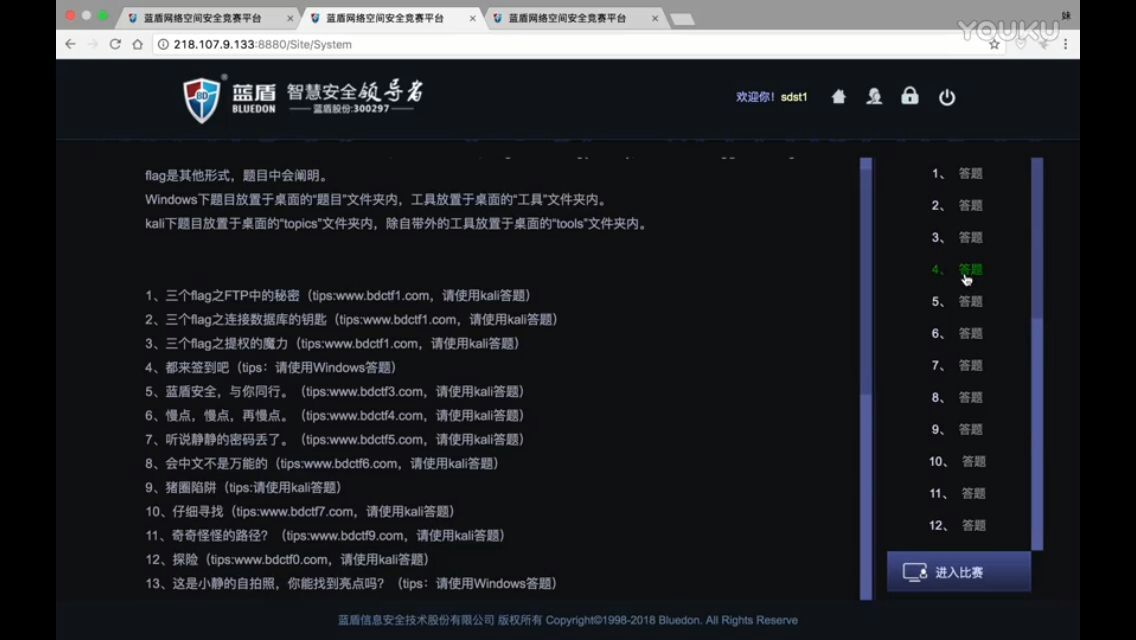 蓝盾网络空间安全竞赛平台
蓝盾网络空间安全竞赛平台
蓝盾网络空间安全竞赛平台
妹
YOUKU
218.107.9.133:8880/Site/System
BD
蓝盾
BLUEDON
智慧安全领导者
蓝盾股份:300297
欢迎你! sdst1
flag是其他形式，题目中会阐明。
Windows下题目放置于桌面的“题目”文件夹内，工具放置于桌面的“工具”文件夹内。
kali下题目放置于桌面的“topics”文件夹内，除自带外的工具放置于桌面的“tools”文件夹内。
1、三个flag之FTP中的秘密（tips:www.bdctf1.com，请使用kali答题）
2、三个flag之连接数据库的钥匙（tips:www.bdctf1.com，请使用kali答题）
3、三个flag之提权的魔力（tips:www.bdctf1.com，请使用kali答题）
4、都来签到吧（tips：请使用Windows答题）
5、蓝盾安全，与你同行。（tips:www.bdctf3.com，请使用kali答题）
6、慢点，慢点，再慢点。（tips:www.bdctf4.com，请使用kali答题）
7、听说静静的密码丢了。（tips:www.bdctf5.com，请使用kali答题）
8、会中文不是万能的（tips:www.bdctf6.com，请使用kali答题）
9、猪圈陷阱（tips:请使用kali答题）
10、仔细寻找（tips:www.bdctf7.com，请使用kali答题）
11、奇奇怪怪的路径？（tips:www.bdctf9.com，请使用kali答题）
12、探险（tips:www.bdctf0.com，请使用kali答题）
13、这是小静的自拍照，你能找到亮点吗？（tips：请使用Windows答题）
1、 答题
2、 答题
3、 答题
4、 答题
5、 答题
6、 答题
7、 答题
8、 答题
9、 答题
10、 答题
11、 答题
12、 答题
进入比赛
蓝盾信息安全技术股份有限公司 版权所有 Copyright©1998-2018 Bluedon. All Rights Reserve